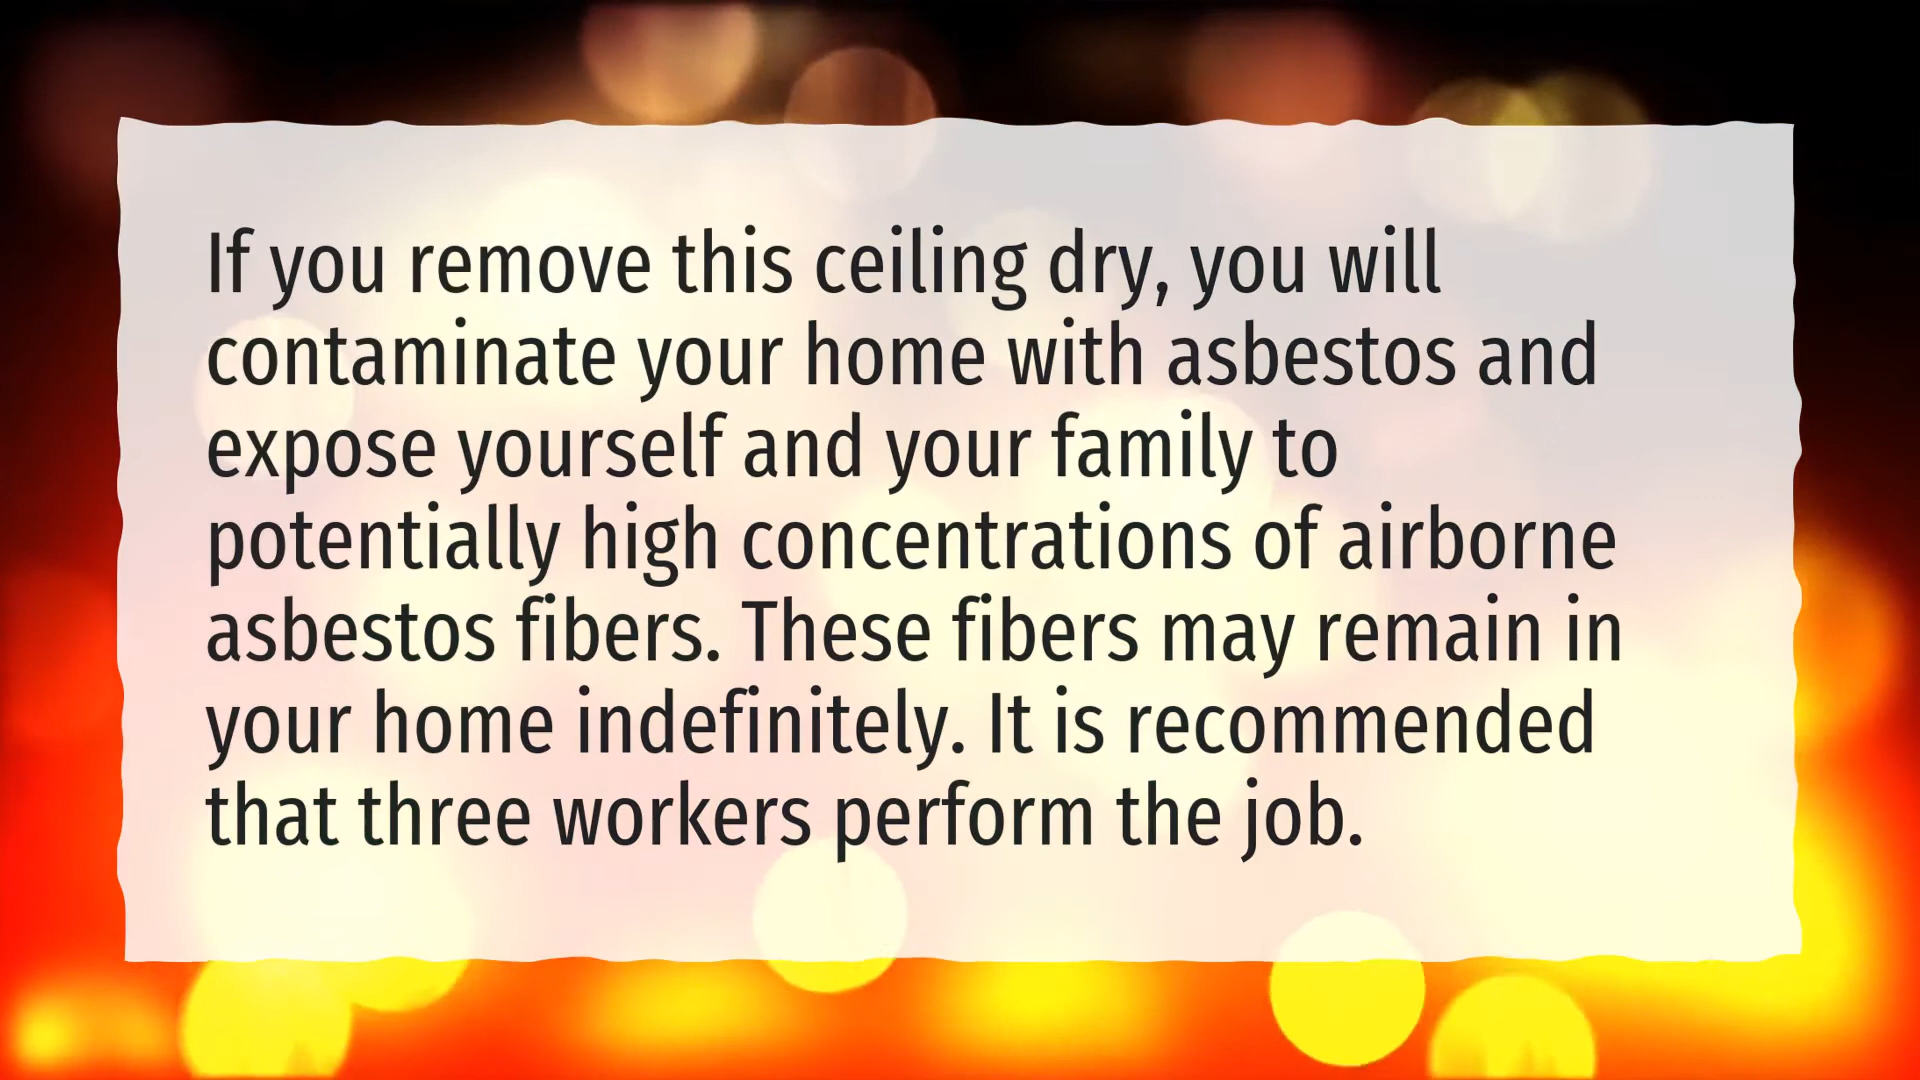 If you remove this ceiling dry, you will
contaminate your home with asbestos and
expose yourself and your family to
potentially high concentrations of airborne
asbestos fibers. These fibers may remain in
your home indefinitely. It is recommended
that three workers perform the job.